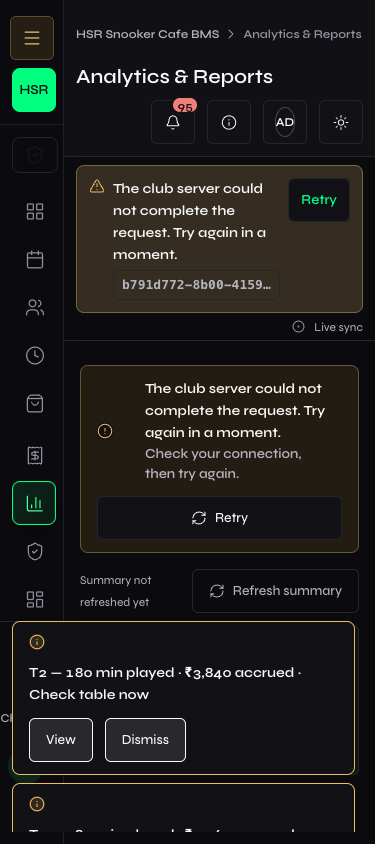 HSR Snooker Cafe BMS > Analytics & Reports
HSR
Analytics & Reports
95
AD
The club server could
not complete the
request. Try again in a
moment.
Retry
b791d772-8b00-4159…
Live sync
The club server could not
complete the request. Try
again in a moment.
Check your connection,
then try again.
Retry
Summary not
refreshed yet
Refresh summary
T2 — 180 min played · ₹3,840 accrued ·
Check table now
View
Dismiss